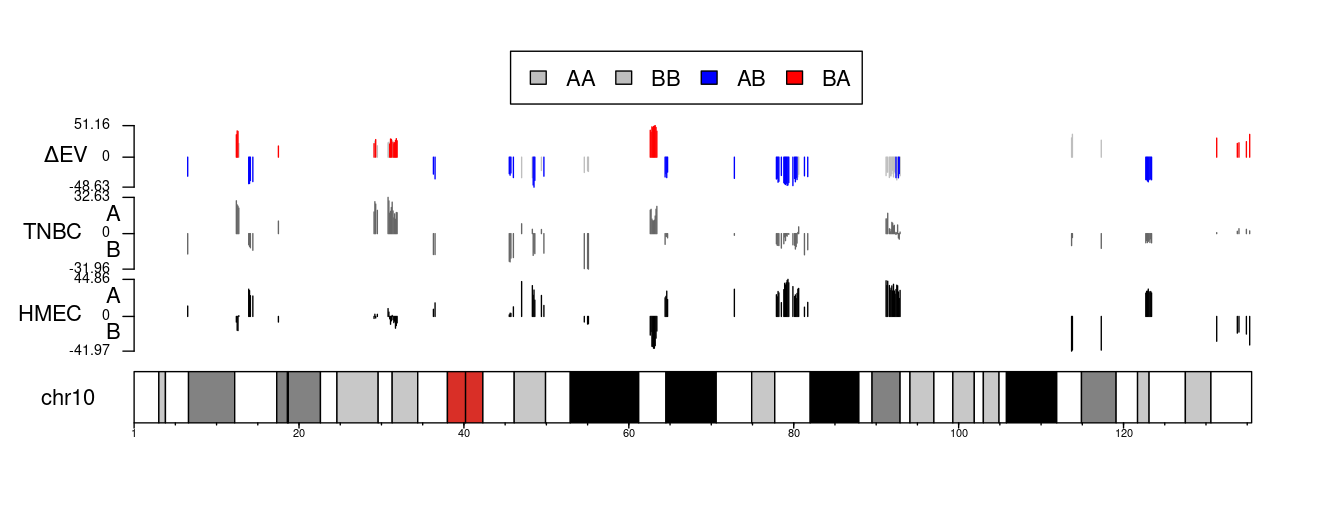 AA BB AB BA
51.16
ΔEV 0
-48.63
32.63
A
TNBC 0
B
-31.96
44.86
A
HMEC 0
B
-41.97
chr10
1 20 40 60 80 100 120